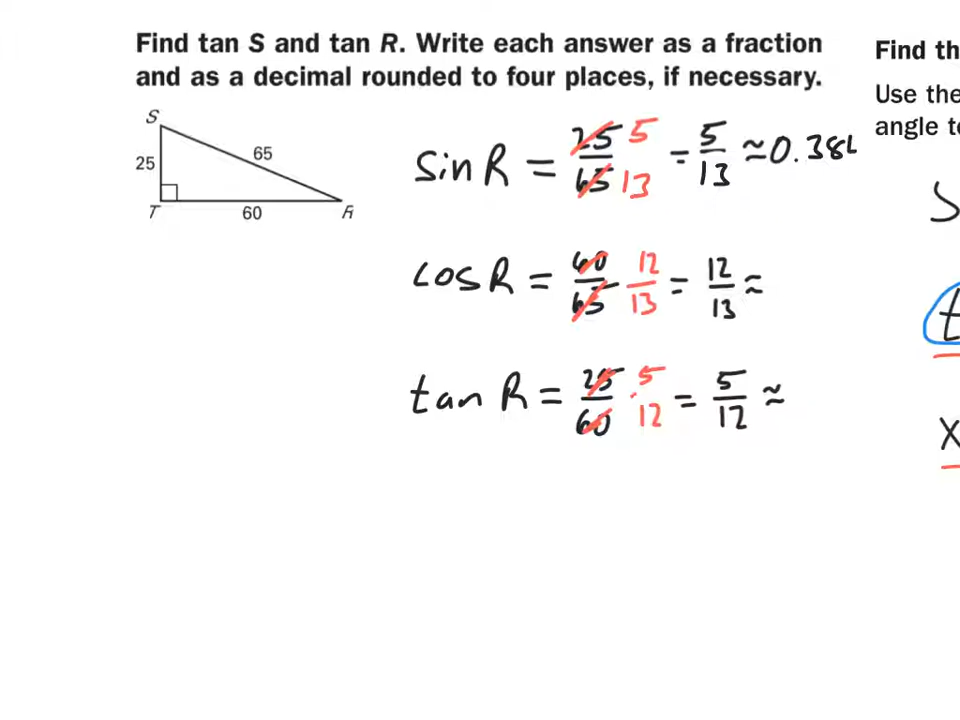 Find tan S and tan R. Write each answer as a fraction
and as a decimal rounded to four places, if necessary.
Find th
Use the
angle to
S
25
65
T
60
R
sin R = 25/65 5/13 = 5/13 ≈ 0.384
cos R = 60/65 12/13 = 12/13 ≈
tan R = 25/60 5/12 = 5/12 ≈
t
x